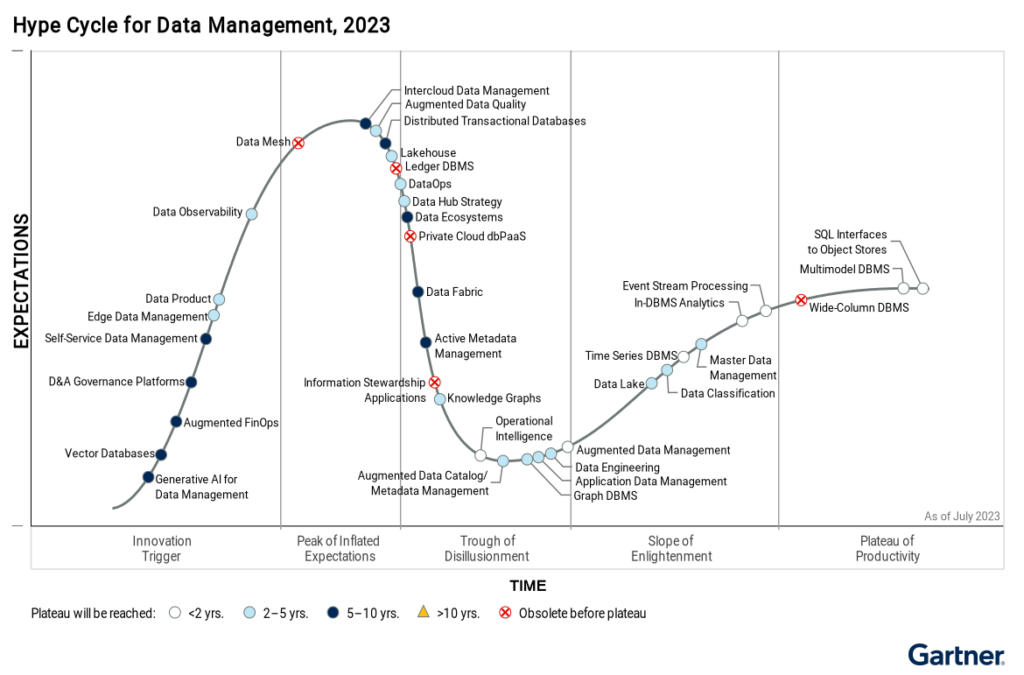 Hype Cycle for Data Management, 2023
EXPECTATIONS
Intercloud Data Management
Augmented Data Quality
Distributed Transactional Databases
Data Mesh
Lakehouse
Ledger DBMS
DataOps
Data Hub Strategy
Data Observability
Data Ecosystems
Private Cloud dbPaaS
SQL Interfaces
to Object Stores
Multimodel DBMS
Event Stream Processing
In-DBMS Analytics
Wide-Column DBMS
Data Fabric
Data Product
Edge Data Management
Self-Service Data Management
Active Metadata
Management
Time Series DBMS
Master Data
Management
D&A Governance Platforms
Information Stewardship
Applications
Knowledge Graphs
Data Lake
Data Classification
Augmented FinOps
Operational
Intelligence
Vector Databases
Augmented Data Management
Data Engineering
Application Data Management
Graph DBMS
Augmented Data Catalog/
Metadata Management
Generative AI for
Data Management
As of July 2023
Innovation
Trigger
Peak of Inflated
Expectations
Trough of
Disillusionment
Slope of
Enlightenment
Plateau of
Productivity
TIME
Plateau will be reached: <2 yrs. 2–5 yrs. 5–10 yrs. >10 yrs. Obsolete before plateau
Gartner